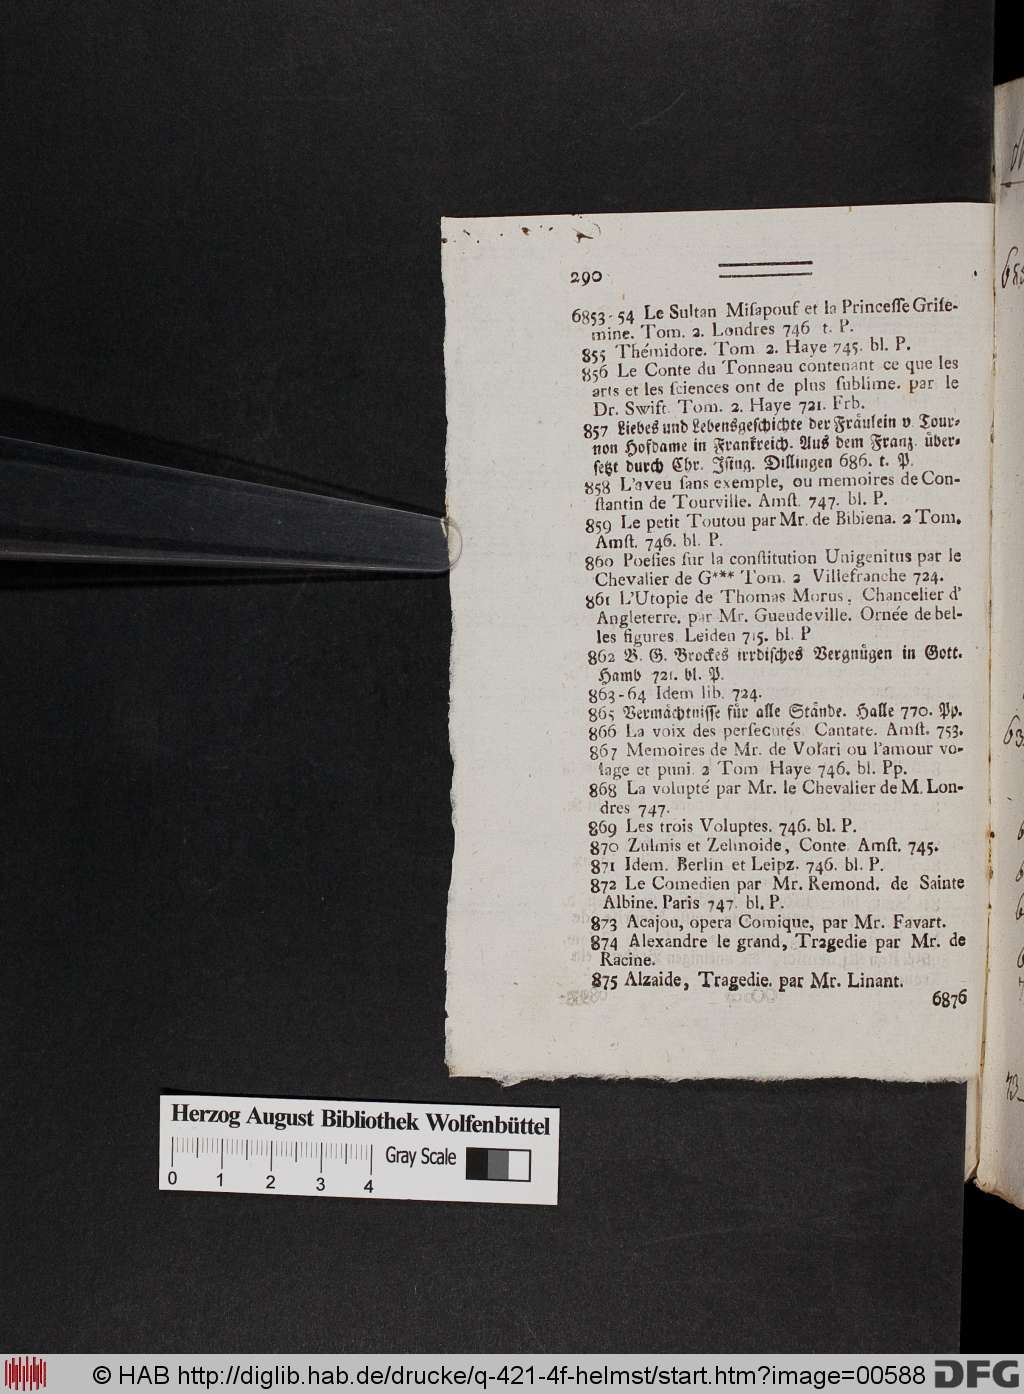 290
6853-54 Le Sultan Miſapouf et la Princeſſe Griſe-
mine. Tom. 2. Londres 746 t. P.
855 Thémidore. Tom 2. Haye 745. bl. P.
856 Le Conte du Tonneau contenant ce que les
arts et les ſciences ont de plus ſublime. par le
Dr. Swift. Tom. 2. Haye 721. Frb.
857 Liebes und Lebensgeſchichte der Fräulein v. Tour-
non Hofdame in Frankreich. Aus dem Franz. über-
ſetzt durch Chr. Iſing. Dillingen 686. t. P.
858 L'aveu ſans exemple, ou memoires de Con-
ſtantin de Tourville. Amſt. 747. bl. P.
859 Le petit Toutou par Mr. de Bibiena. 2 Tom.
Amſt. 746. bl. P.
860 Poeſies ſur la conſtitution Unigenitus par le
Chevalier de G*** Tom. 2 Villefranche 724.
861 L'Utopie de Thomas Morus, Chancelier d'
Angleterre. par Mr. Gueudeville. Ornée de bel-
les figures. Leiden 715. bl. P
862 B. G. Brockes irrdiſches Vergnügen in Gott.
Hamb 721. bl. P.
863-64 Idem lib. 724.
865 Vermächtniſſe für alle Stände. Halle 770. Pp.
866 La voix des perſecutés. Cantate. Amſt. 753.
867 Memoires de Mr. de Volari ou l'amour vo-
lage et puni. 2 Tom Haye 746. bl. Pp.
868 La volupté par Mr. le Chevalier de M. Lon-
dres 747.
869 Les trois Voluptes. 746. bl. P.
870 Zulmis et Zelmoide, Conte. Amſt. 745.
871 Idem. Berlin et Leipz. 746. bl. P.
872 Le Comedien par Mr. Remond. de Sainte
Albine. Paris 747. bl. P.
873 Acajou, opera Comique, par Mr. Favart.
874 Alexandre le grand, Tragedie par Mr. de
Racine.
875 Alzaide, Tragedie. par Mr. Linant.
6876
Herzog August Bibliothek Wolfenbüttel
Gray Scale
0 1 2 3 4
© HAB http://diglib.hab.de/drucke/q-421-4f-helmst/start.htm?image=00588 DFG